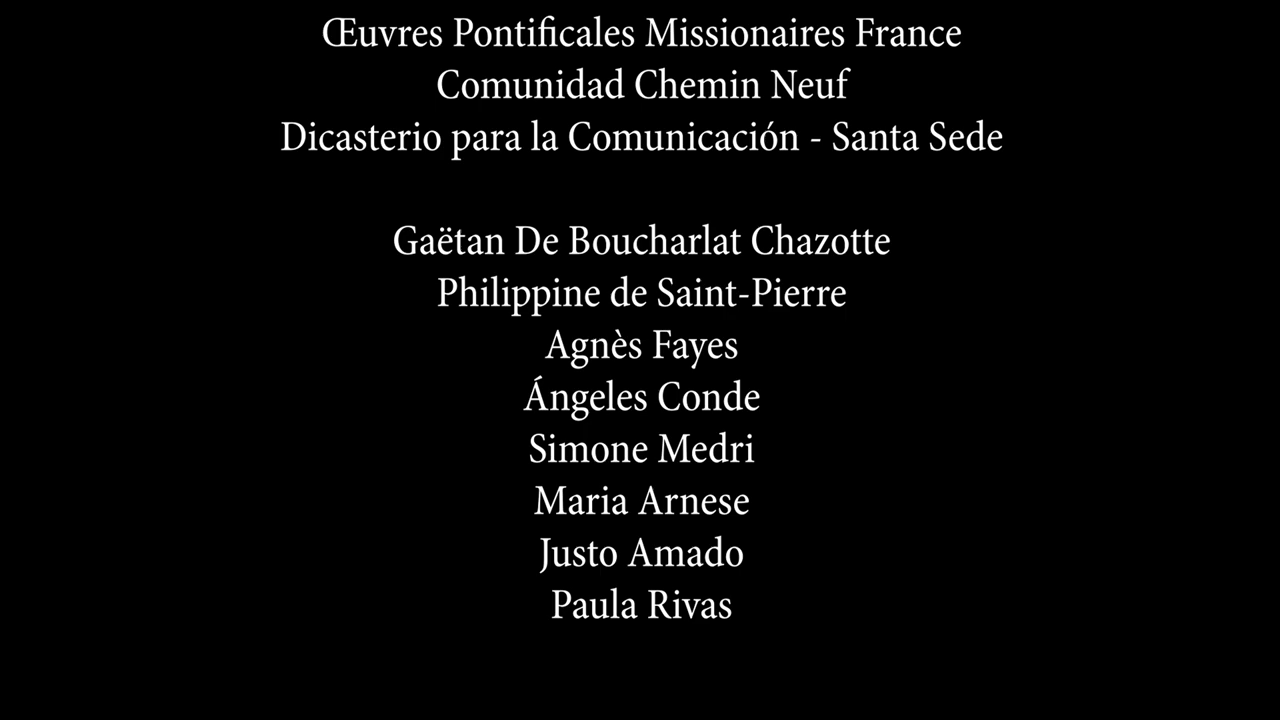 Œuvres Pontificales Missionaires France
Comunidad Chemin Neuf
Dicasterio para la Comunicación - Santa Sede
Gaëtan De Boucharlat Chazotte
Philippine de Saint-Pierre
Agnès Fayes
Ángeles Conde
Simone Medri
Maria Arnese
Justo Amado
Paula Rivas